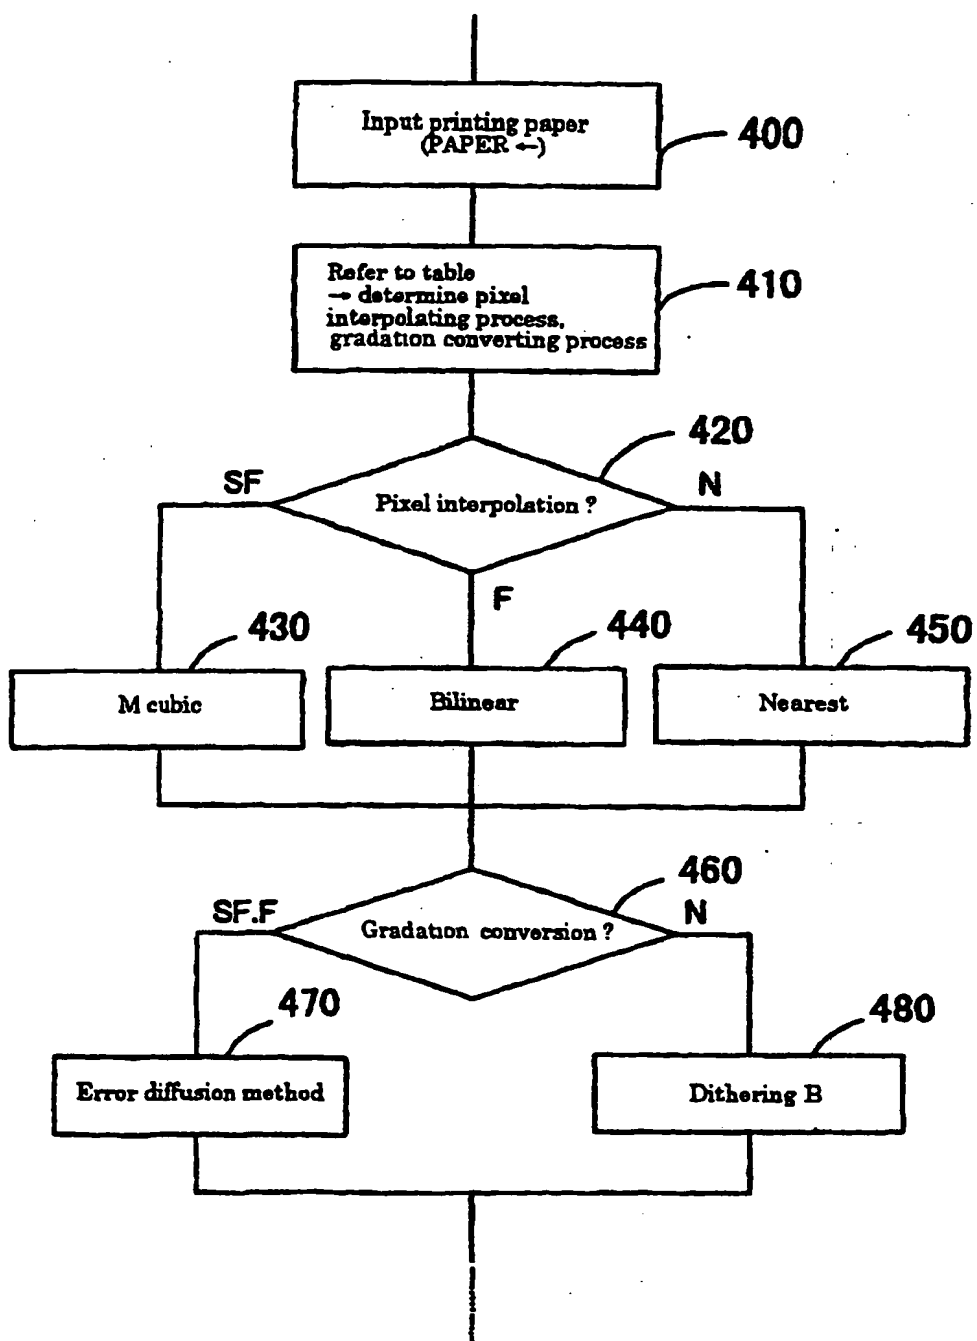 Input printing paper
(PAPER ←)
400
Refer to table
→ determine pixel
interpolating process,
gradation converting process
410
420
SF
Pixel interpolation ?
N
F
430
440
450
M cubic
Bilinear
Nearest
460
SF.F
Gradation conversion ?
N
470
480
Error diffusion method
Dithering B